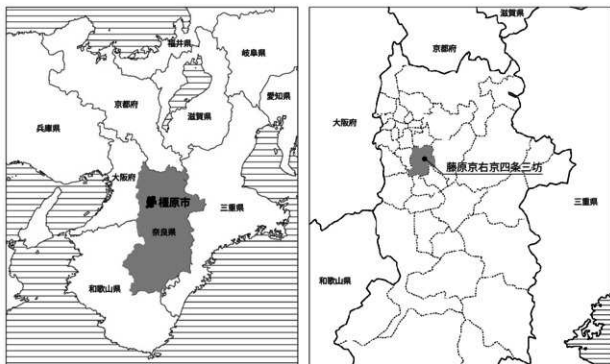 福井県
岐阜県
京都府
滋賀県
愛知県
兵庫県
大阪府
橿原市
三重県
奈良県
和歌山県
滋賀県
京都府
大阪府
藤原京右京四条三坊
三重県
和歌山県